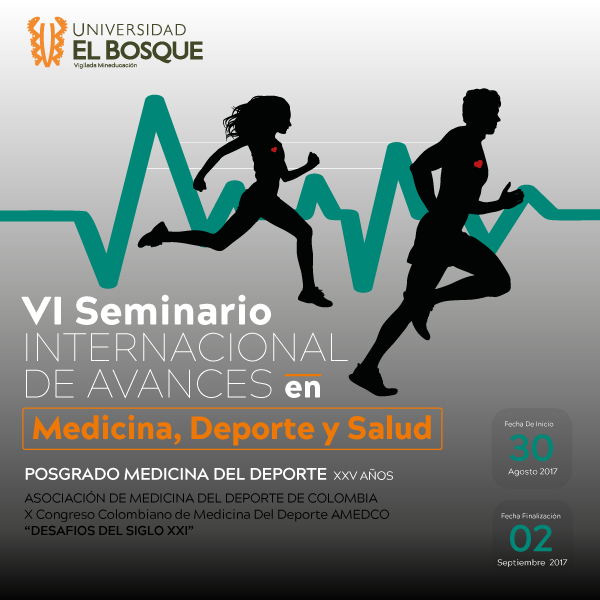 UNIVERSIDAD
EL BOSQUE
Vigilada Mineducación
VI Seminario
INTERNACIONAL
DE AVANCES en
Medicina, Deporte y Salud
POSGRADO MEDICINA DEL DEPORTE XXV AÑOS
ASOCIACIÓN DE MEDICINA DEL DEPORTE DE COLOMBIA
X Congreso Colombiano de Medicina Del Deporte AMEDCO
“DESAFIOS DEL SIGLO XXI”
Fecha De Inicio
30
Agosto 2017
Fecha Finalización
02
Septiembre 2017